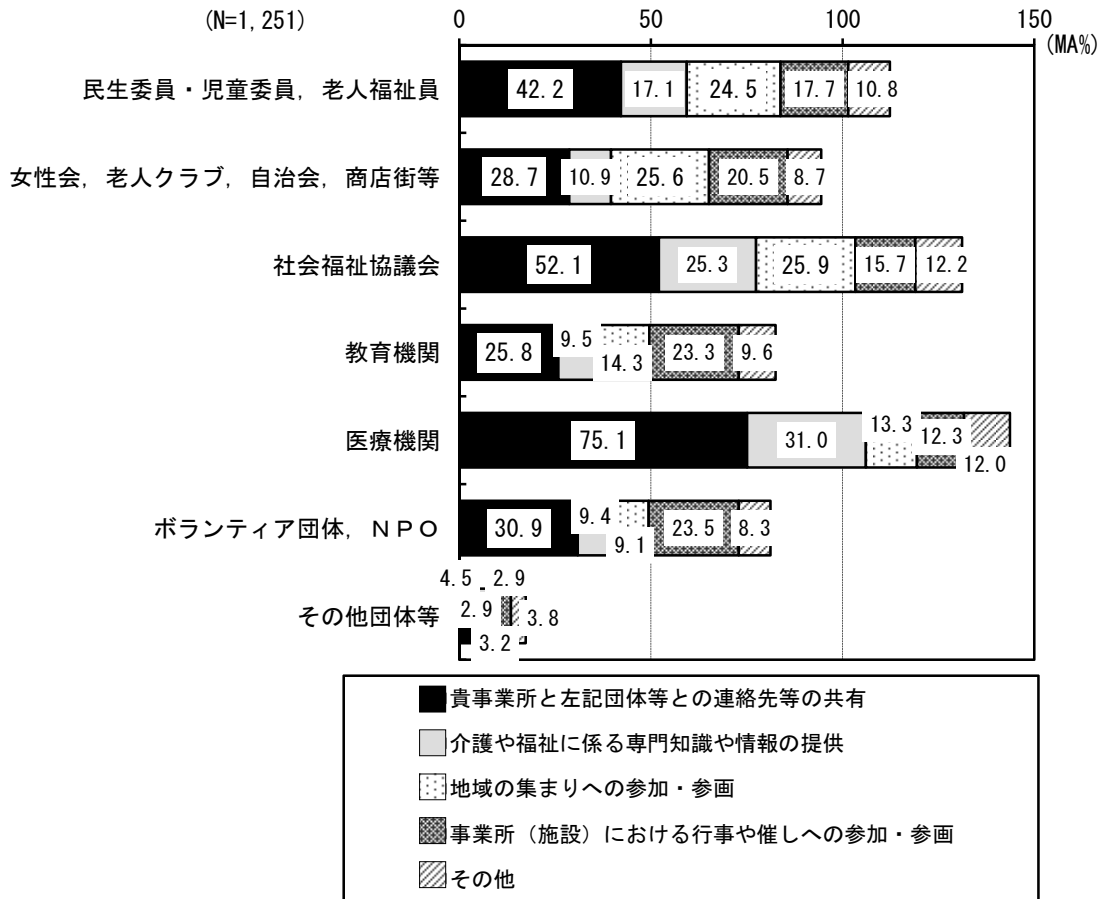 (N=1,251)
0 50 100 150
(MA%)
民生委員・児童委員，老人福祉員 42.2 17.1 24.5 17.7 10.8
女性会，老人クラブ，自治会，商店街等 28.7 10.9 25.6 20.5 8.7
社会福祉協議会 52.1 25.3 25.9 15.7 12.2
教育機関 25.8 9.5 14.3 23.3 9.6
医療機関 75.1 31.0 13.3 12.3 12.0
ボランティア団体，ＮＰＯ 30.9 9.4 9.1 23.5 8.3
その他団体等 4.5 2.9 2.9 3.2 3.8
貴事業所と左記団体等との連絡先等の共有
介護や福祉に係る専門知識や情報の提供
地域の集まりへの参加・参画
事業所（施設）における行事や催しへの参加・参画
その他